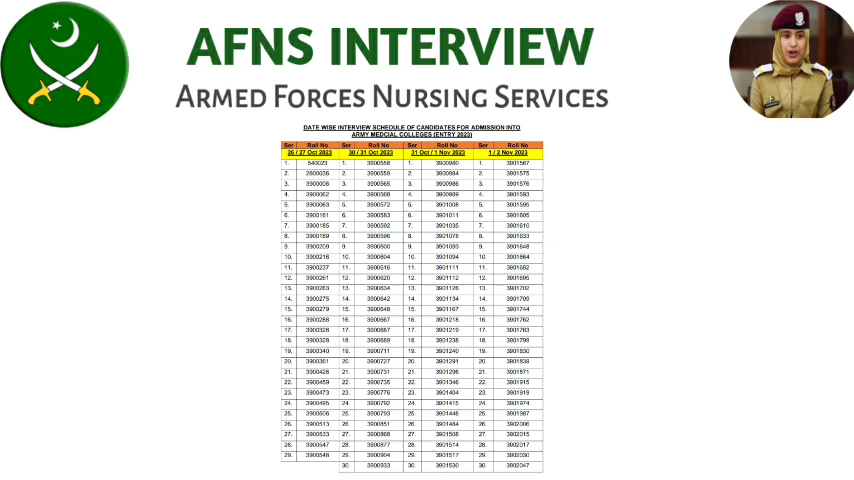 AFNS INTERVIEW
ARMED FORCES NURSING SERVICES
DATE WISE INTERVIEW SCHEDULE OF CANDIDATES FOR ADMISSION INTO
ARMY MEDCIAL COLLEGES (ENTRY 2023)
Ser Roll No Ser Roll No Ser Roll No Ser Roll No
26 / 27 Oct 2023 30 / 31 Oct 2023 31 Oct / 1 Nov 2023 1 / 2 Nov 2023
1. 540023 1. 3900558 1. 3900980 1. 3901567
2. 2600036 2. 3900559 2. 3900984 2. 3901575
3. 3900006 3. 3900565 3. 3900986 3. 3901576
4. 3900062 4. 3900568 4. 3900989 4. 3901593
5. 3900063 5. 3900572 5. 3901008 5. 3901595
6. 3900161 6. 3900583 6. 3901011 6. 3901605
7. 3900185 7. 3900592 7. 3901035 7. 3901610
8. 3900189 8. 3900596 8. 3901078 8. 3901633
9. 3900209 9. 3900600 9. 3901093 9. 3901648
10. 3900216 10. 3900604 10. 3901094 10. 3901664
11. 3900237 11. 3900616 11. 3901111 11. 3901682
12. 3900261 12. 3900620 12. 3901112 12. 3901695
13. 3900263 13. 3900634 13. 3901126 13. 3901702
14. 3900275 14. 3900642 14. 3901134 14. 3901709
15. 3900279 15. 3900648 15. 3901167 15. 3901744
16. 3900288 16. 3900667 16. 3901218 16. 3901762
17. 3900326 17. 3900687 17. 3901219 17. 3901763
18. 3900328 18. 3900689 18. 3901238 18. 3901799
19. 3900340 19. 3900711 19. 3901240 19. 3901830
20. 3900361 20. 3900727 20. 3901291 20. 3901839
21. 3900426 21. 3900731 21. 3901296 21. 3901871
22. 3900459 22. 3900735 22. 3901346 22. 3901915
23. 3900473 23. 3900776 23. 3901404 23. 3901919
24. 3900495 24. 3900792 24. 3901415 24. 3901974
25. 3900506 25. 3900793 25. 3901446 25. 3901987
26. 3900513 26. 3900851 26. 3901484 26. 3902006
27. 3900533 27. 3900868 27. 3901508 27. 3902015
28. 3900547 28. 3900877 28. 3901514 28. 3902017
29. 3900548 29. 3900904 29. 3901517 29. 3902030
30. 3900933 30. 3901530 30. 3902047